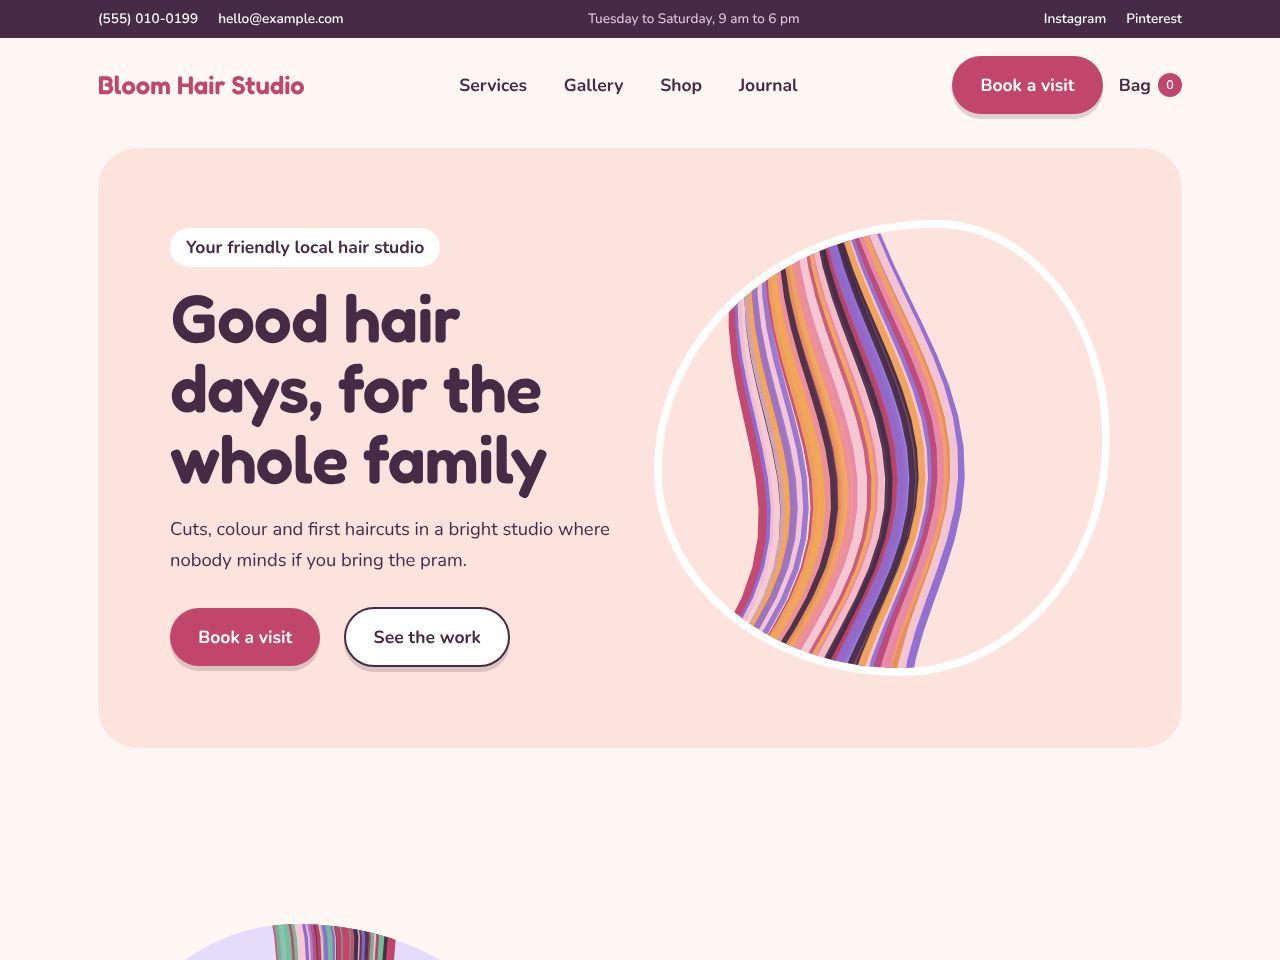 (555) 010-0199 hello@example.com Tuesday to Saturday, 9 am to 6 pm Instagram Pinterest
Bloom Hair Studio Services Gallery Shop Journal Book a visit Bag 0
Your friendly local hair studio
Good hair
days, for the
whole family
Cuts, colour and first haircuts in a bright studio where
nobody minds if you bring the pram.
Book a visit See the work